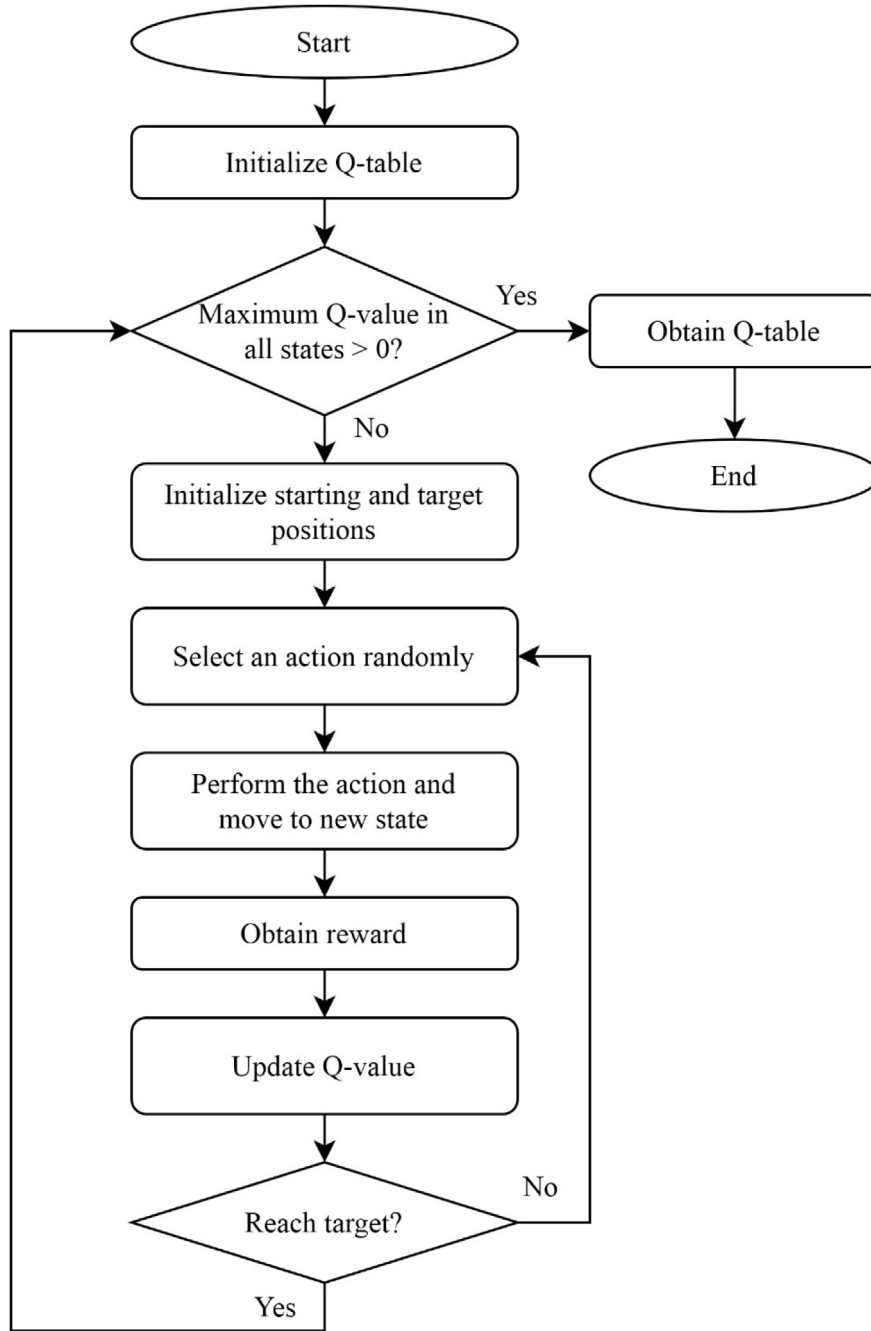 Start
Initialize Q-table
Maximum Q-value in
all states > 0?
Yes
Obtain Q-table
No
End
Initialize starting and target
positions
Select an action randomly
Perform the action and
move to new state
Obtain reward
Update Q-value
No
Reach target?
Yes